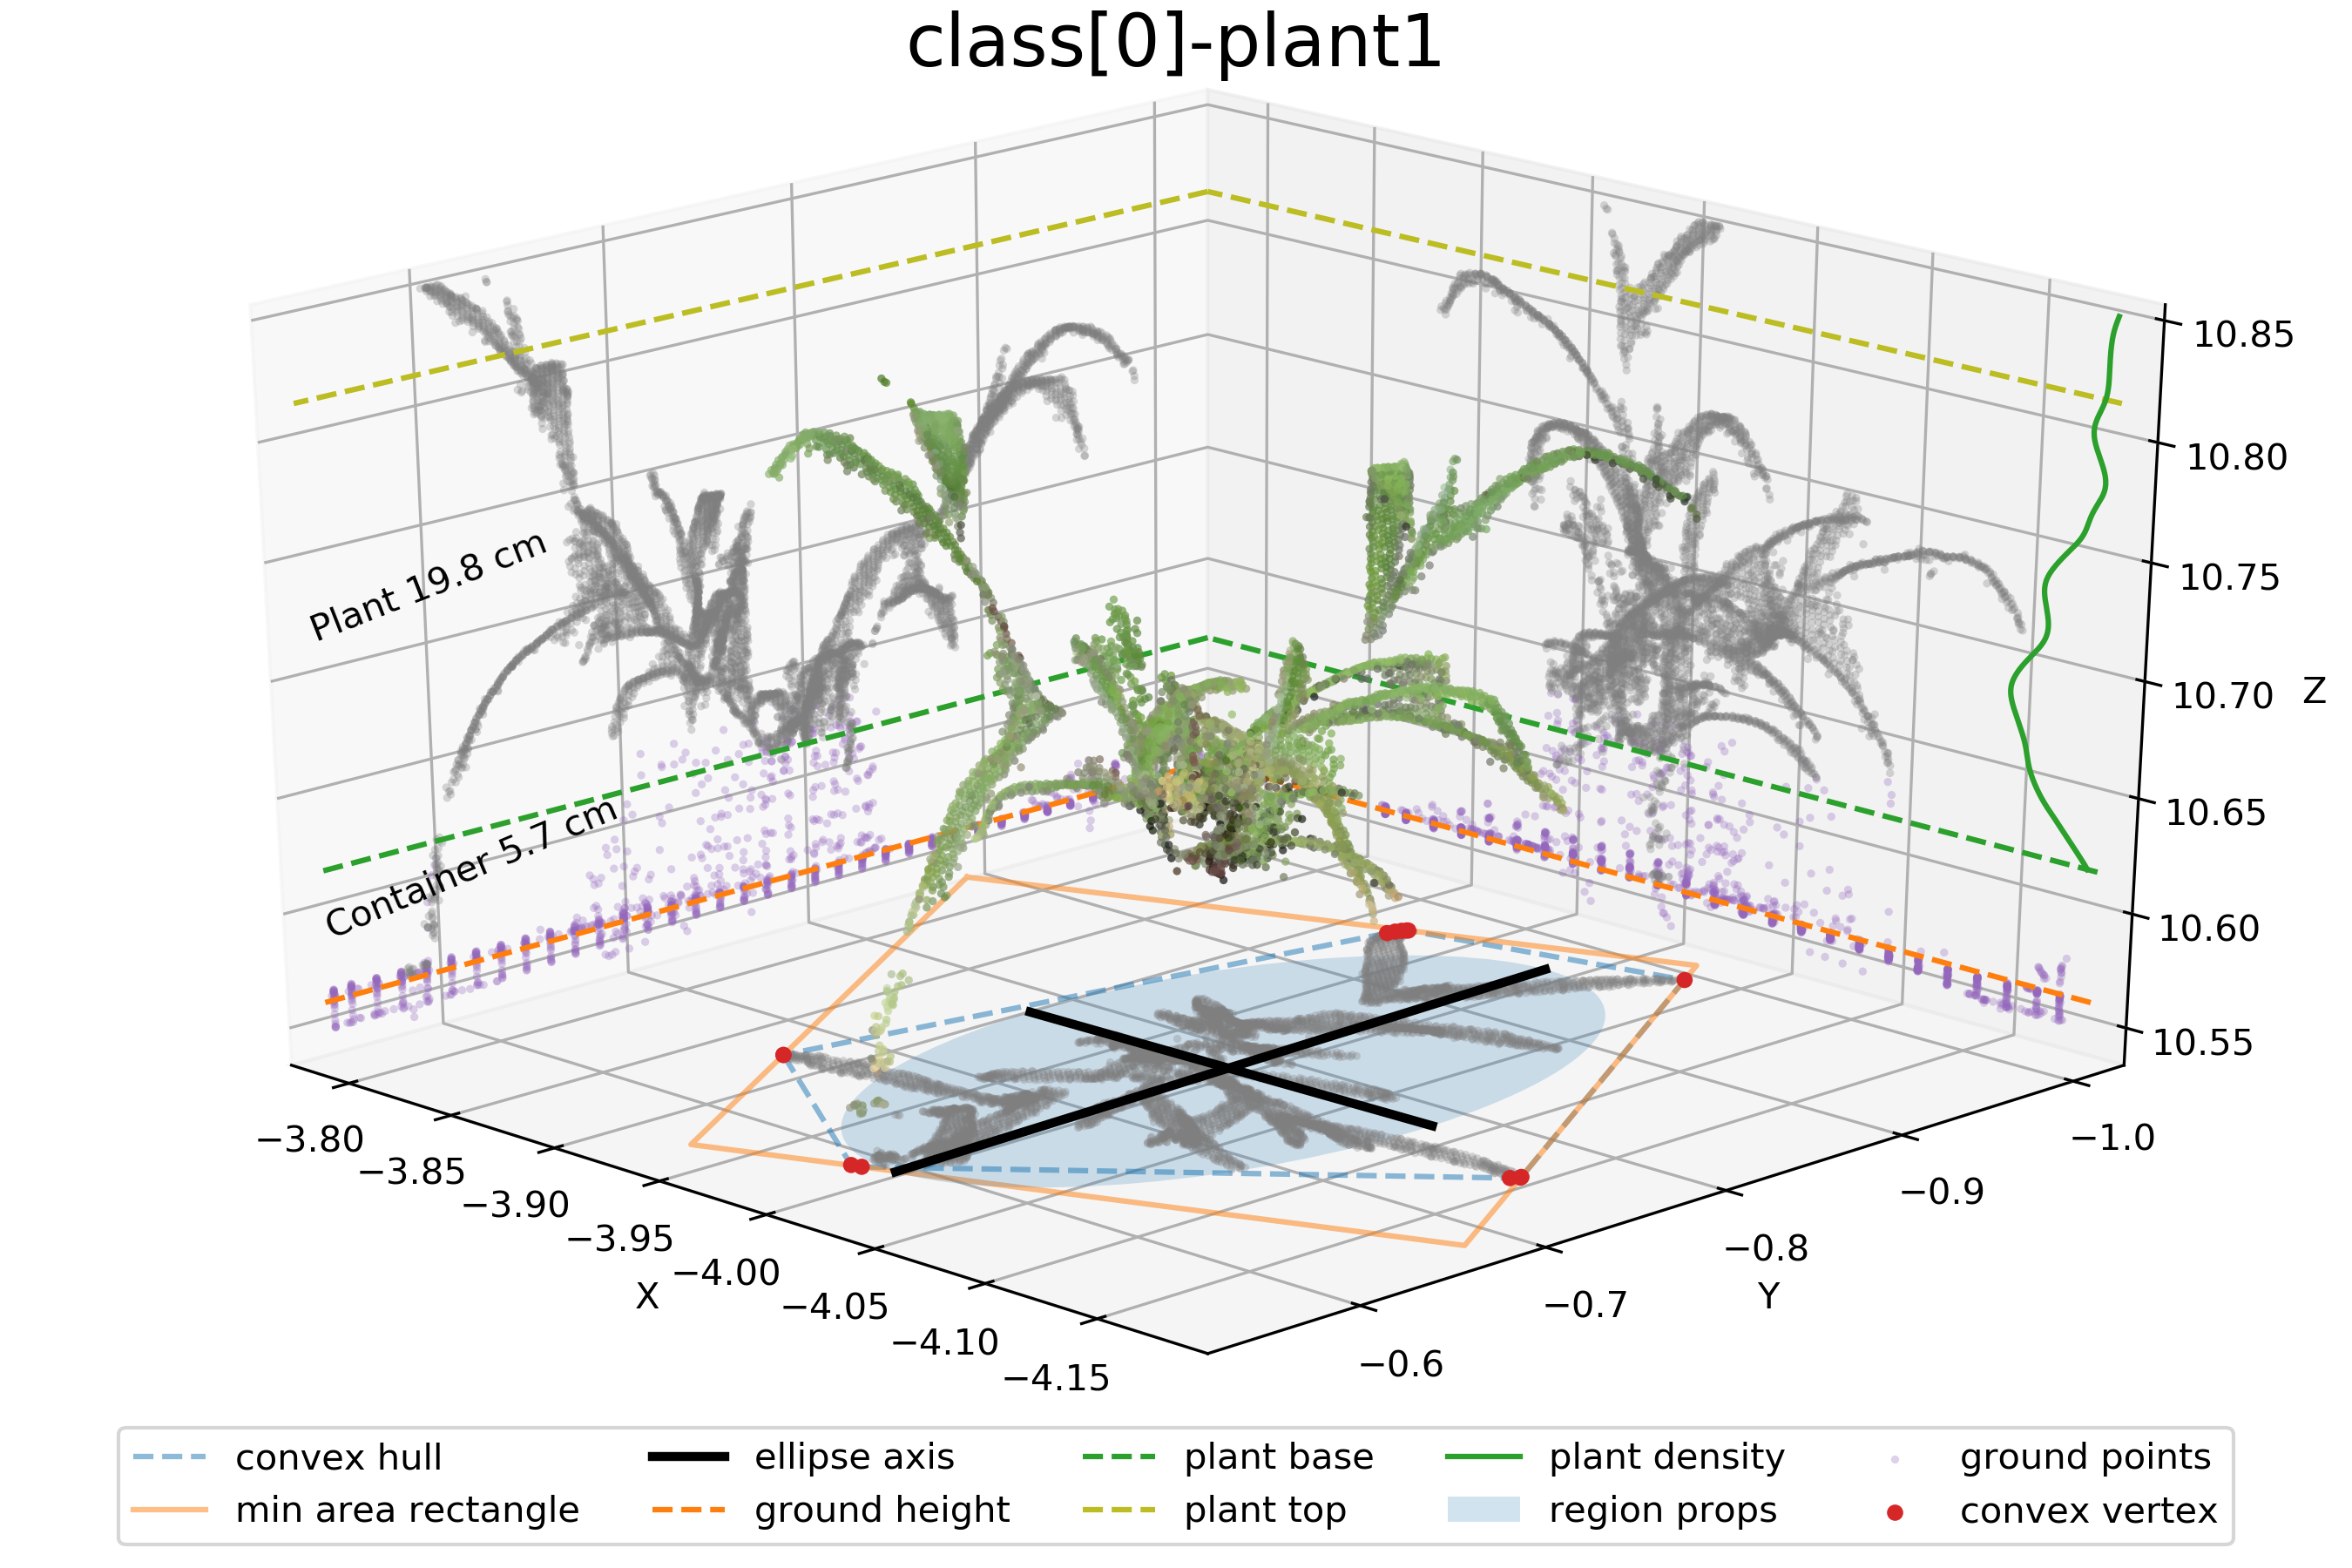 class[0]-plant1
Plant 19.8 cm
Container 5.7 cm
10.85
10.80
10.75
10.70
10.65
10.60
10.55
Z
−3.80
−3.85
−3.90
−3.95
−4.00
−4.05
−4.10
−4.15
X
−1.0
−0.9
−0.8
−0.7
−0.6
Y
convex hull
min area rectangle
ellipse axis
ground height
plant base
plant top
plant density
region props
ground points
convex vertex